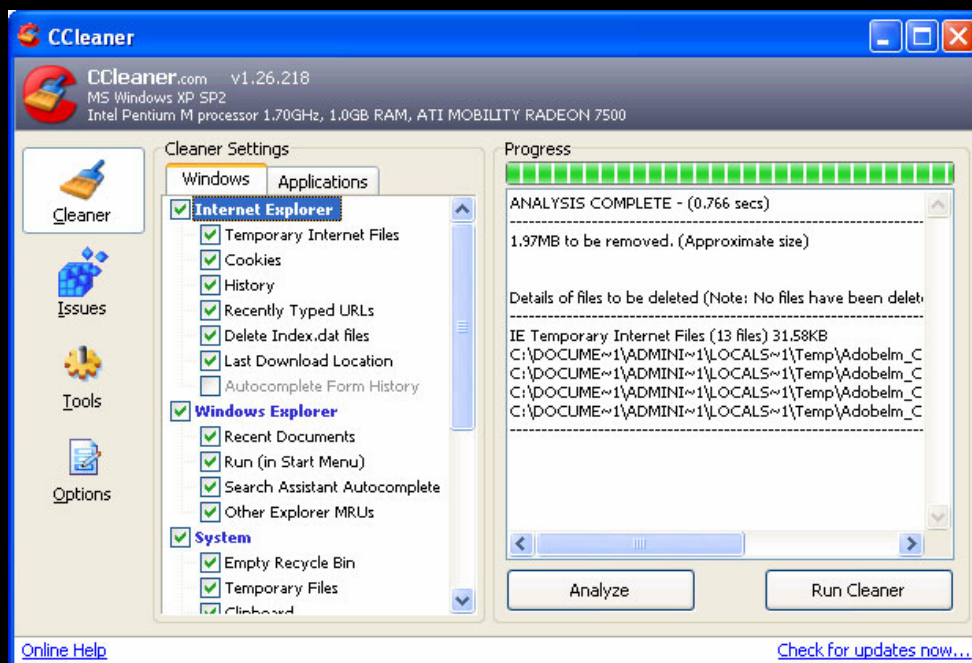 CCleaner
CCleaner.com v1.26.218
MS Windows XP SP2
Intel Pentium M processor 1.70GHz, 1.0GB RAM, ATI MOBILITY RADEON 7500
Cleaner
Issues
Tools
Options
Cleaner Settings
Windows Applications
Internet Explorer
Temporary Internet Files
Cookies
History
Recently Typed URLs
Delete Index.dat files
Last Download Location
Autocomplete Form History
Windows Explorer
Recent Documents
Run (in Start Menu)
Search Assistant Autocomplete
Other Explorer MRUs
System
Empty Recycle Bin
Temporary Files
Clipboard
Progress
ANALYSIS COMPLETE - (0.766 secs)
1.97MB to be removed. (Approximate size)
Details of files to be deleted (Note: No files have been delet
IE Temporary Internet Files (13 files) 31.58KB
C:\DOCUME~1\ADMINI~1\LOCALS~1\Temp\Adobelm_C
C:\DOCUME~1\ADMINI~1\LOCALS~1\Temp\Adobelm_C
C:\DOCUME~1\ADMINI~1\LOCALS~1\Temp\Adobelm_C
C:\DOCUME~1\ADMINI~1\LOCALS~1\Temp\Adobelm_C
Analyze Run Cleaner
Online Help Check for updates now...